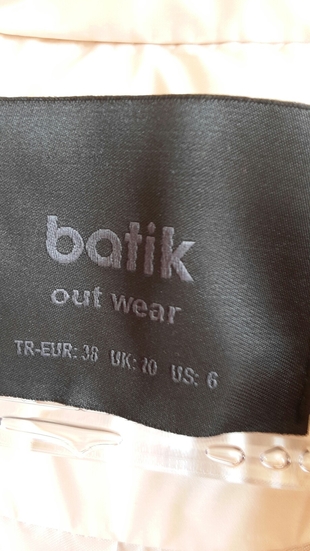 batik
out wear
TR-EUR: 38 UK: 10 US: 6